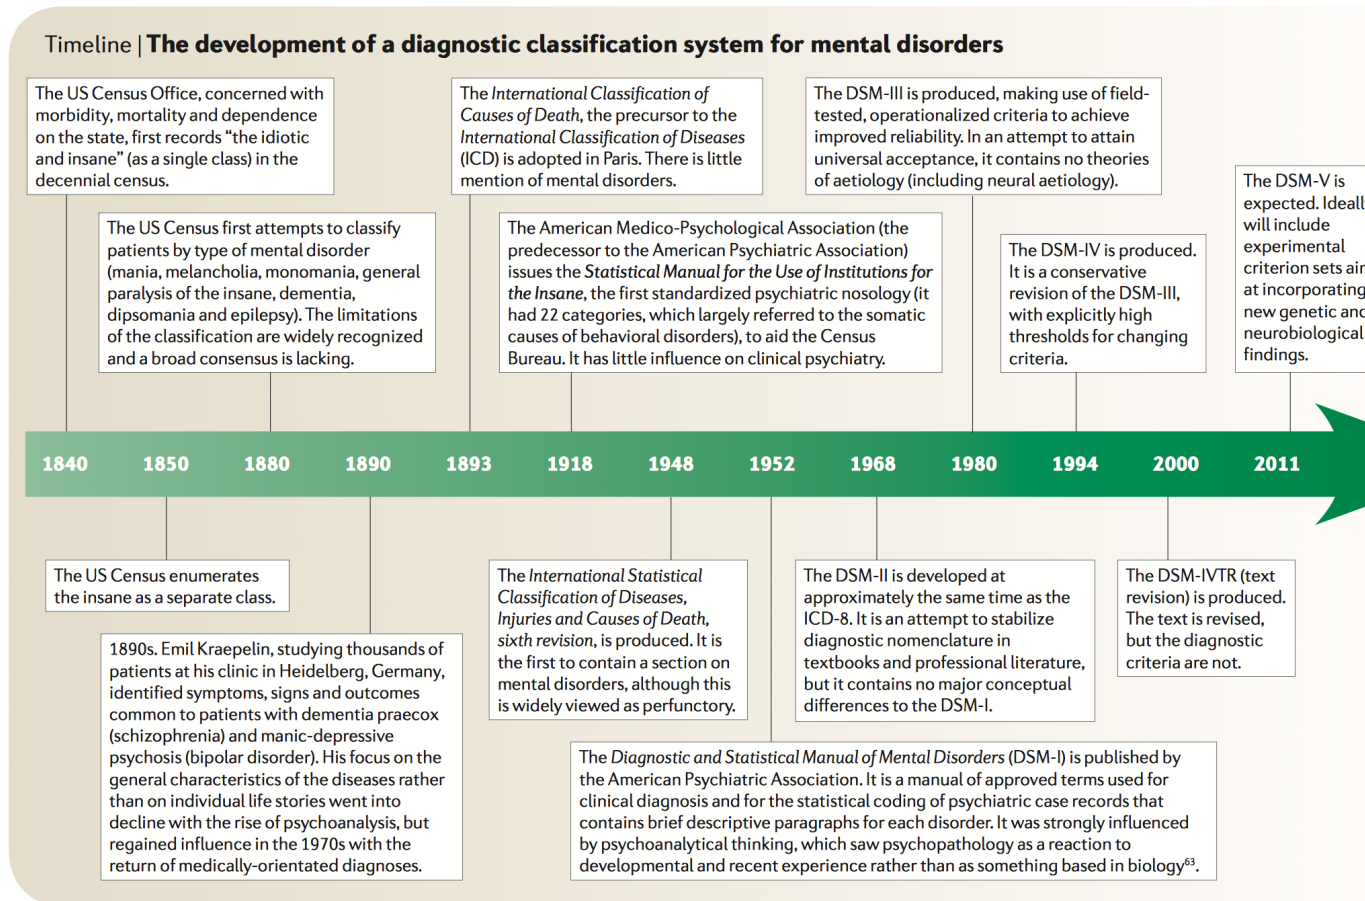 Timeline | The development of a diagnostic classification system for mental disorders
The US Census Office, concerned with
morbidity, mortality and dependence
on the state, first records “the idiotic
and insane” (as a single class) in the
decennial census.
The International Classification of
Causes of Death, the precursor to the
International Classification of Diseases
(ICD) is adopted in Paris. There is little
mention of mental disorders.
The DSM-III is produced, making use of field-
tested, operationalized criteria to achieve
improved reliability. In an attempt to attain
universal acceptance, it contains no theories
of aetiology (including neural aetiology).
The DSM-V is
expected. Ideally
will include
experimental
criterion sets aim
at incorporating
new genetic and
neurobiological
findings.
The US Census first attempts to classify
patients by type of mental disorder
(mania, melancholia, monomania, general
paralysis of the insane, dementia,
dipsomania and epilepsy). The limitations
of the classification are widely recognized
and a broad consensus is lacking.
The American Medico-Psychological Association (the
predecessor to the American Psychiatric Association)
issues the Statistical Manual for the Use of Institutions for
the Insane, the first standardized psychiatric nosology (it
had 22 categories, which largely referred to the somatic
causes of behavioral disorders), to aid the Census
Bureau. It has little influence on clinical psychiatry.
The DSM-IV is produced.
It is a conservative
revision of the DSM-III,
with explicitly high
thresholds for changing
criteria.
1840 1850 1880 1890 1893 1918 1948 1952 1968 1980 1994 2000 2011
The US Census enumerates
the insane as a separate class.
1890s. Emil Kraepelin, studying thousands of
patients at his clinic in Heidelberg, Germany,
identified symptoms, signs and outcomes
common to patients with dementia praecox
(schizophrenia) and manic-depressive
psychosis (bipolar disorder). His focus on the
general characteristics of the diseases rather
than on individual life stories went into
decline with the rise of psychoanalysis, but
regained influence in the 1970s with the
return of medically-orientated diagnoses.
The International Statistical
Classification of Diseases,
Injuries and Causes of Death,
sixth revision, is produced. It is
the first to contain a section on
mental disorders, although this
is widely viewed as perfunctory.
The DSM-II is developed at
approximately the same time as the
ICD-8. It is an attempt to stabilize
diagnostic nomenclature in
textbooks and professional literature,
but it contains no major conceptual
differences to the DSM-I.
The DSM-IVTR (text
revision) is produced.
The text is revised,
but the diagnostic
criteria are not.
The Diagnostic and Statistical Manual of Mental Disorders (DSM-I) is published by
the American Psychiatric Association. It is a manual of approved terms used for
clinical diagnosis and for the statistical coding of psychiatric case records that
contains brief descriptive paragraphs for each disorder. It was strongly influenced
by psychoanalytical thinking, which saw psychopathology as a reaction to
developmental and recent experience rather than as something based in biology⁶³.